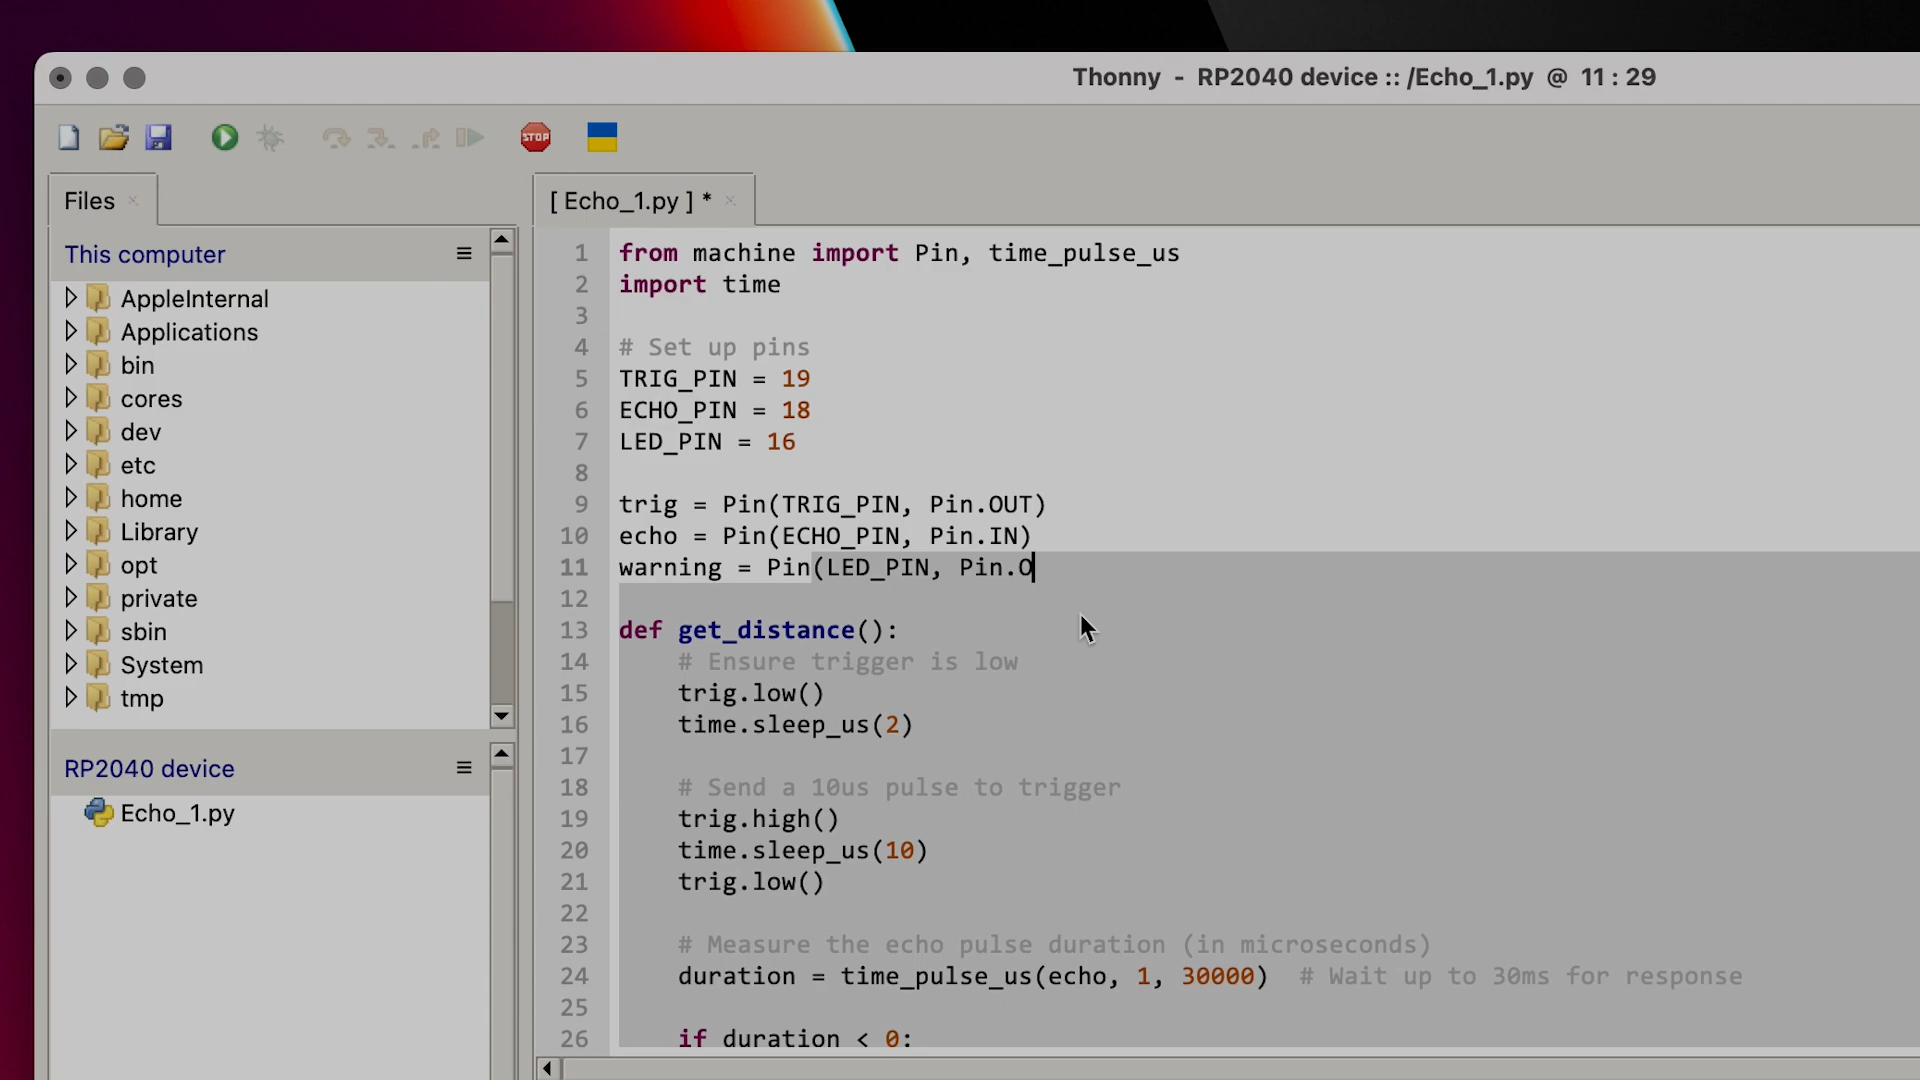 Thonny - RP2040 device :: /Echo_1.py @ 11 : 29
STOP
Files
[ Echo_1.py ] *
This computer
AppleInternal
Applications
bin
cores
dev
etc
home
Library
opt
private
sbin
System
tmp
RP2040 device
Echo_1.py
1 from machine import Pin, time_pulse_us
2 import time
3
4 # Set up pins
5 TRIG_PIN = 19
6 ECHO_PIN = 18
7 LED_PIN = 16
8
9 trig = Pin(TRIG_PIN, Pin.OUT)
10 echo = Pin(ECHO_PIN, Pin.IN)
11 warning = Pin(LED_PIN, Pin.O
12
13 def get_distance():
14 # Ensure trigger is low
15 trig.low()
16 time.sleep_us(2)
17
18 # Send a 10us pulse to trigger
19 trig.high()
20 time.sleep_us(10)
21 trig.low()
22
23 # Measure the echo pulse duration (in microseconds)
24 duration = time_pulse_us(echo, 1, 30000) # Wait up to 30ms for response
25
26 if duration < 0: